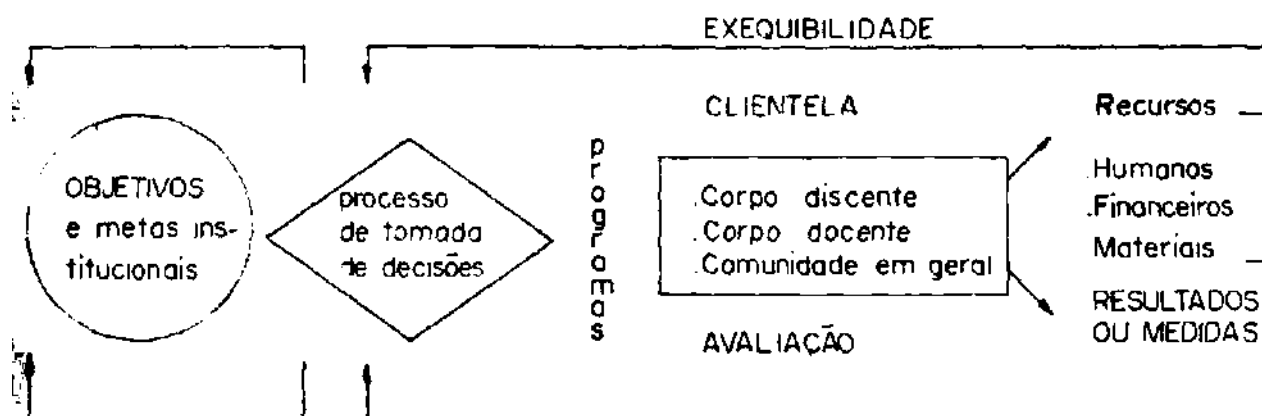 EXEQUIBILIDADE
OBJETIVOS
e metas ins-
titucionais
processo
de tomada
de decisões
programas
CLIENTELA
.Corpo discente
.Corpo docente
.Comunidade em geral
AVALIAÇÃO
Recursos
.Humanos
.Financeiros
Materiais
RESULTADOS
OU MEDIDAS